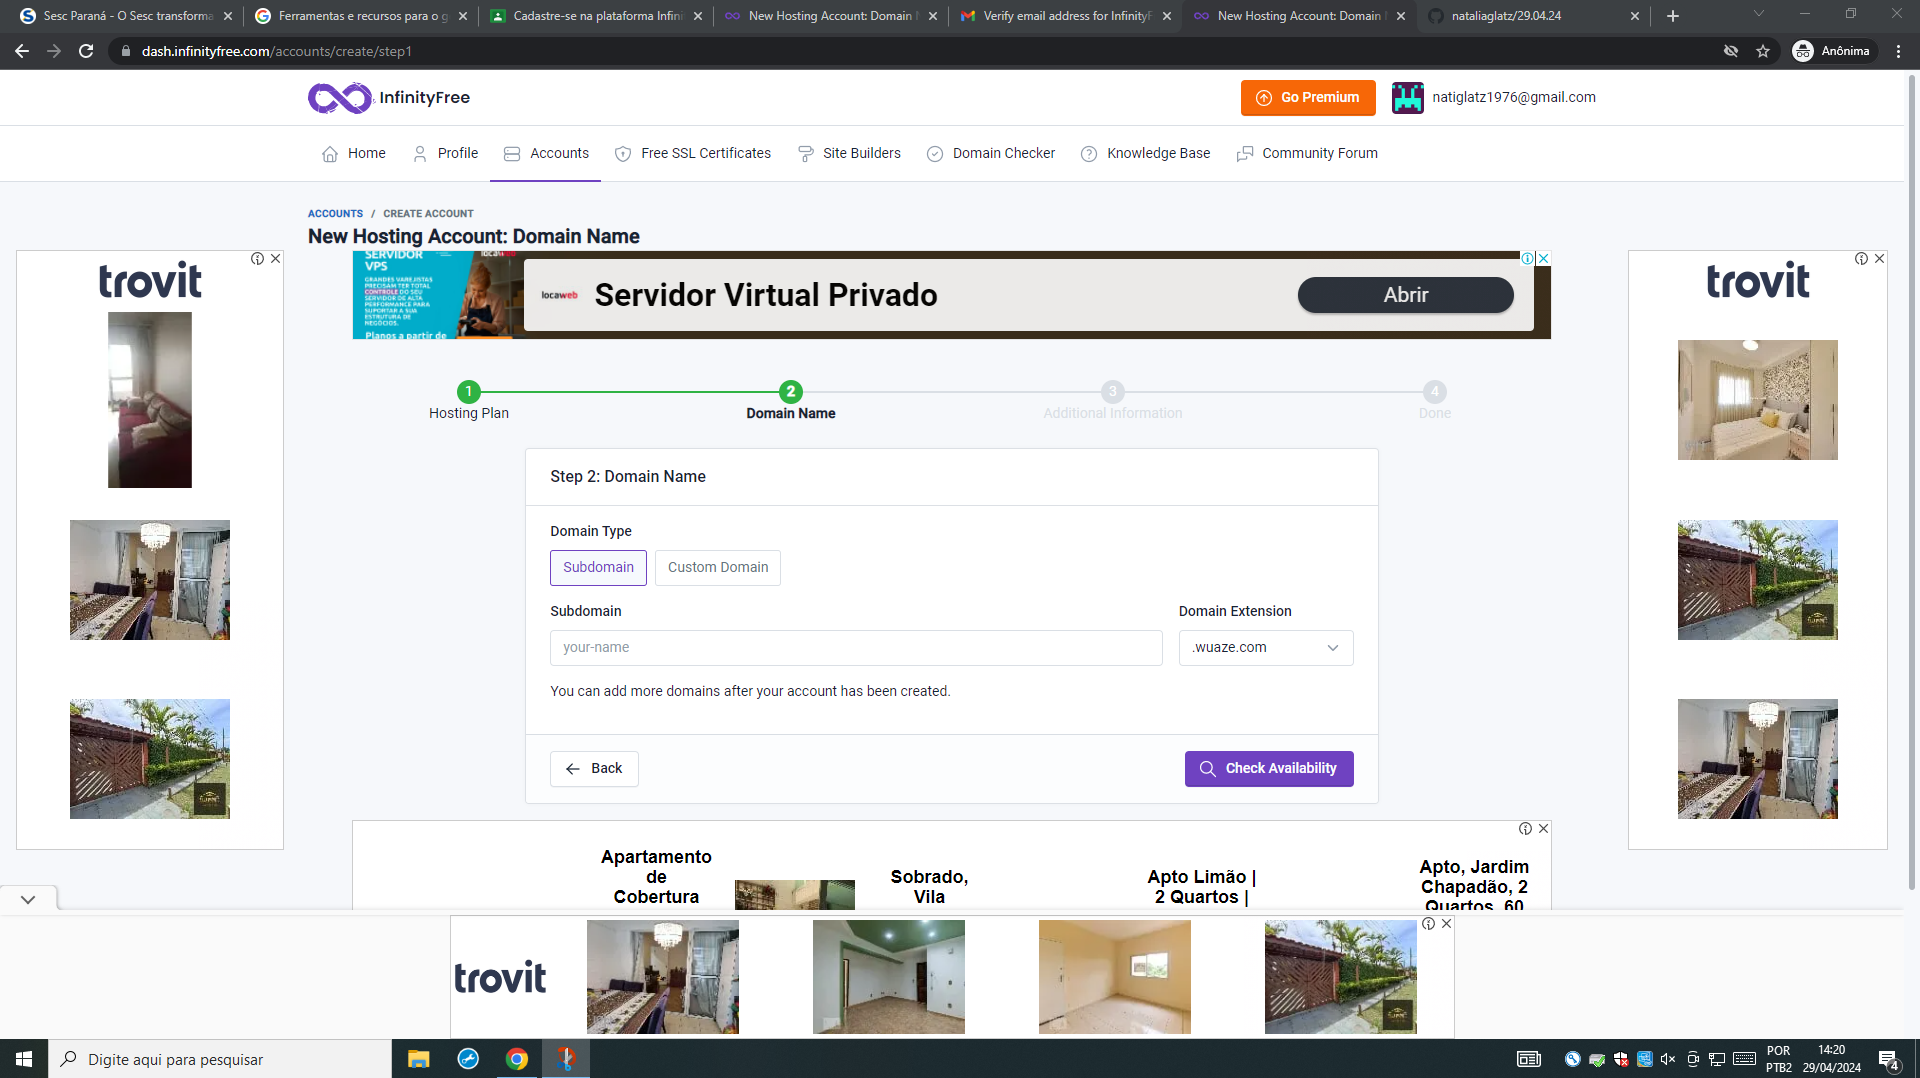 Sesc Paraná - O Sesc transforma
Ferramentas e recursos para o g
Cadastre-se na plataforma Infini
New Hosting Account: Domain
Verify email address for InfinityF
New Hosting Account: Domain
nataliaglatz/29.04.24
dash.infinityfree.com/accounts/create/step1
Anônima
InfinityFree
Go Premium
natiglatz1976@gmail.com
Home
Profile
Accounts
Free SSL Certificates
Site Builders
Domain Checker
Knowledge Base
Community Forum
ACCOUNTS / CREATE ACCOUNT
New Hosting Account: Domain Name
trovit
SERVIDOR
VPS
GRANDES VAREJISTAS
PRECISAM TER TOTAL
CONTROLE DO SEU
SERVIDOR DE ALTA
PERFORMANCE PARA
SUPORTAR A SUA
ESTRUTURA DE
NEGÓCIOS.
Planos a partir de
locaweb
locaweb
Servidor Virtual Privado
Abrir
trovit
1
2
3
4
Hosting Plan
Domain Name
Additional Information
Done
Step 2: Domain Name
Domain Type
Subdomain
Custom Domain
Subdomain
Domain Extension
your-name
.wuaze.com
You can add more domains after your account has been created.
Back
Check Availability
Apartamento
de
Cobertura
Sobrado,
Vila
Apto Limão |
2 Quartos |
Apto, Jardim
Chapadão, 2
Quartos, 60
trovit
Digite aqui para pesquisar
POR
PTB2
14:20
29/04/2024
4